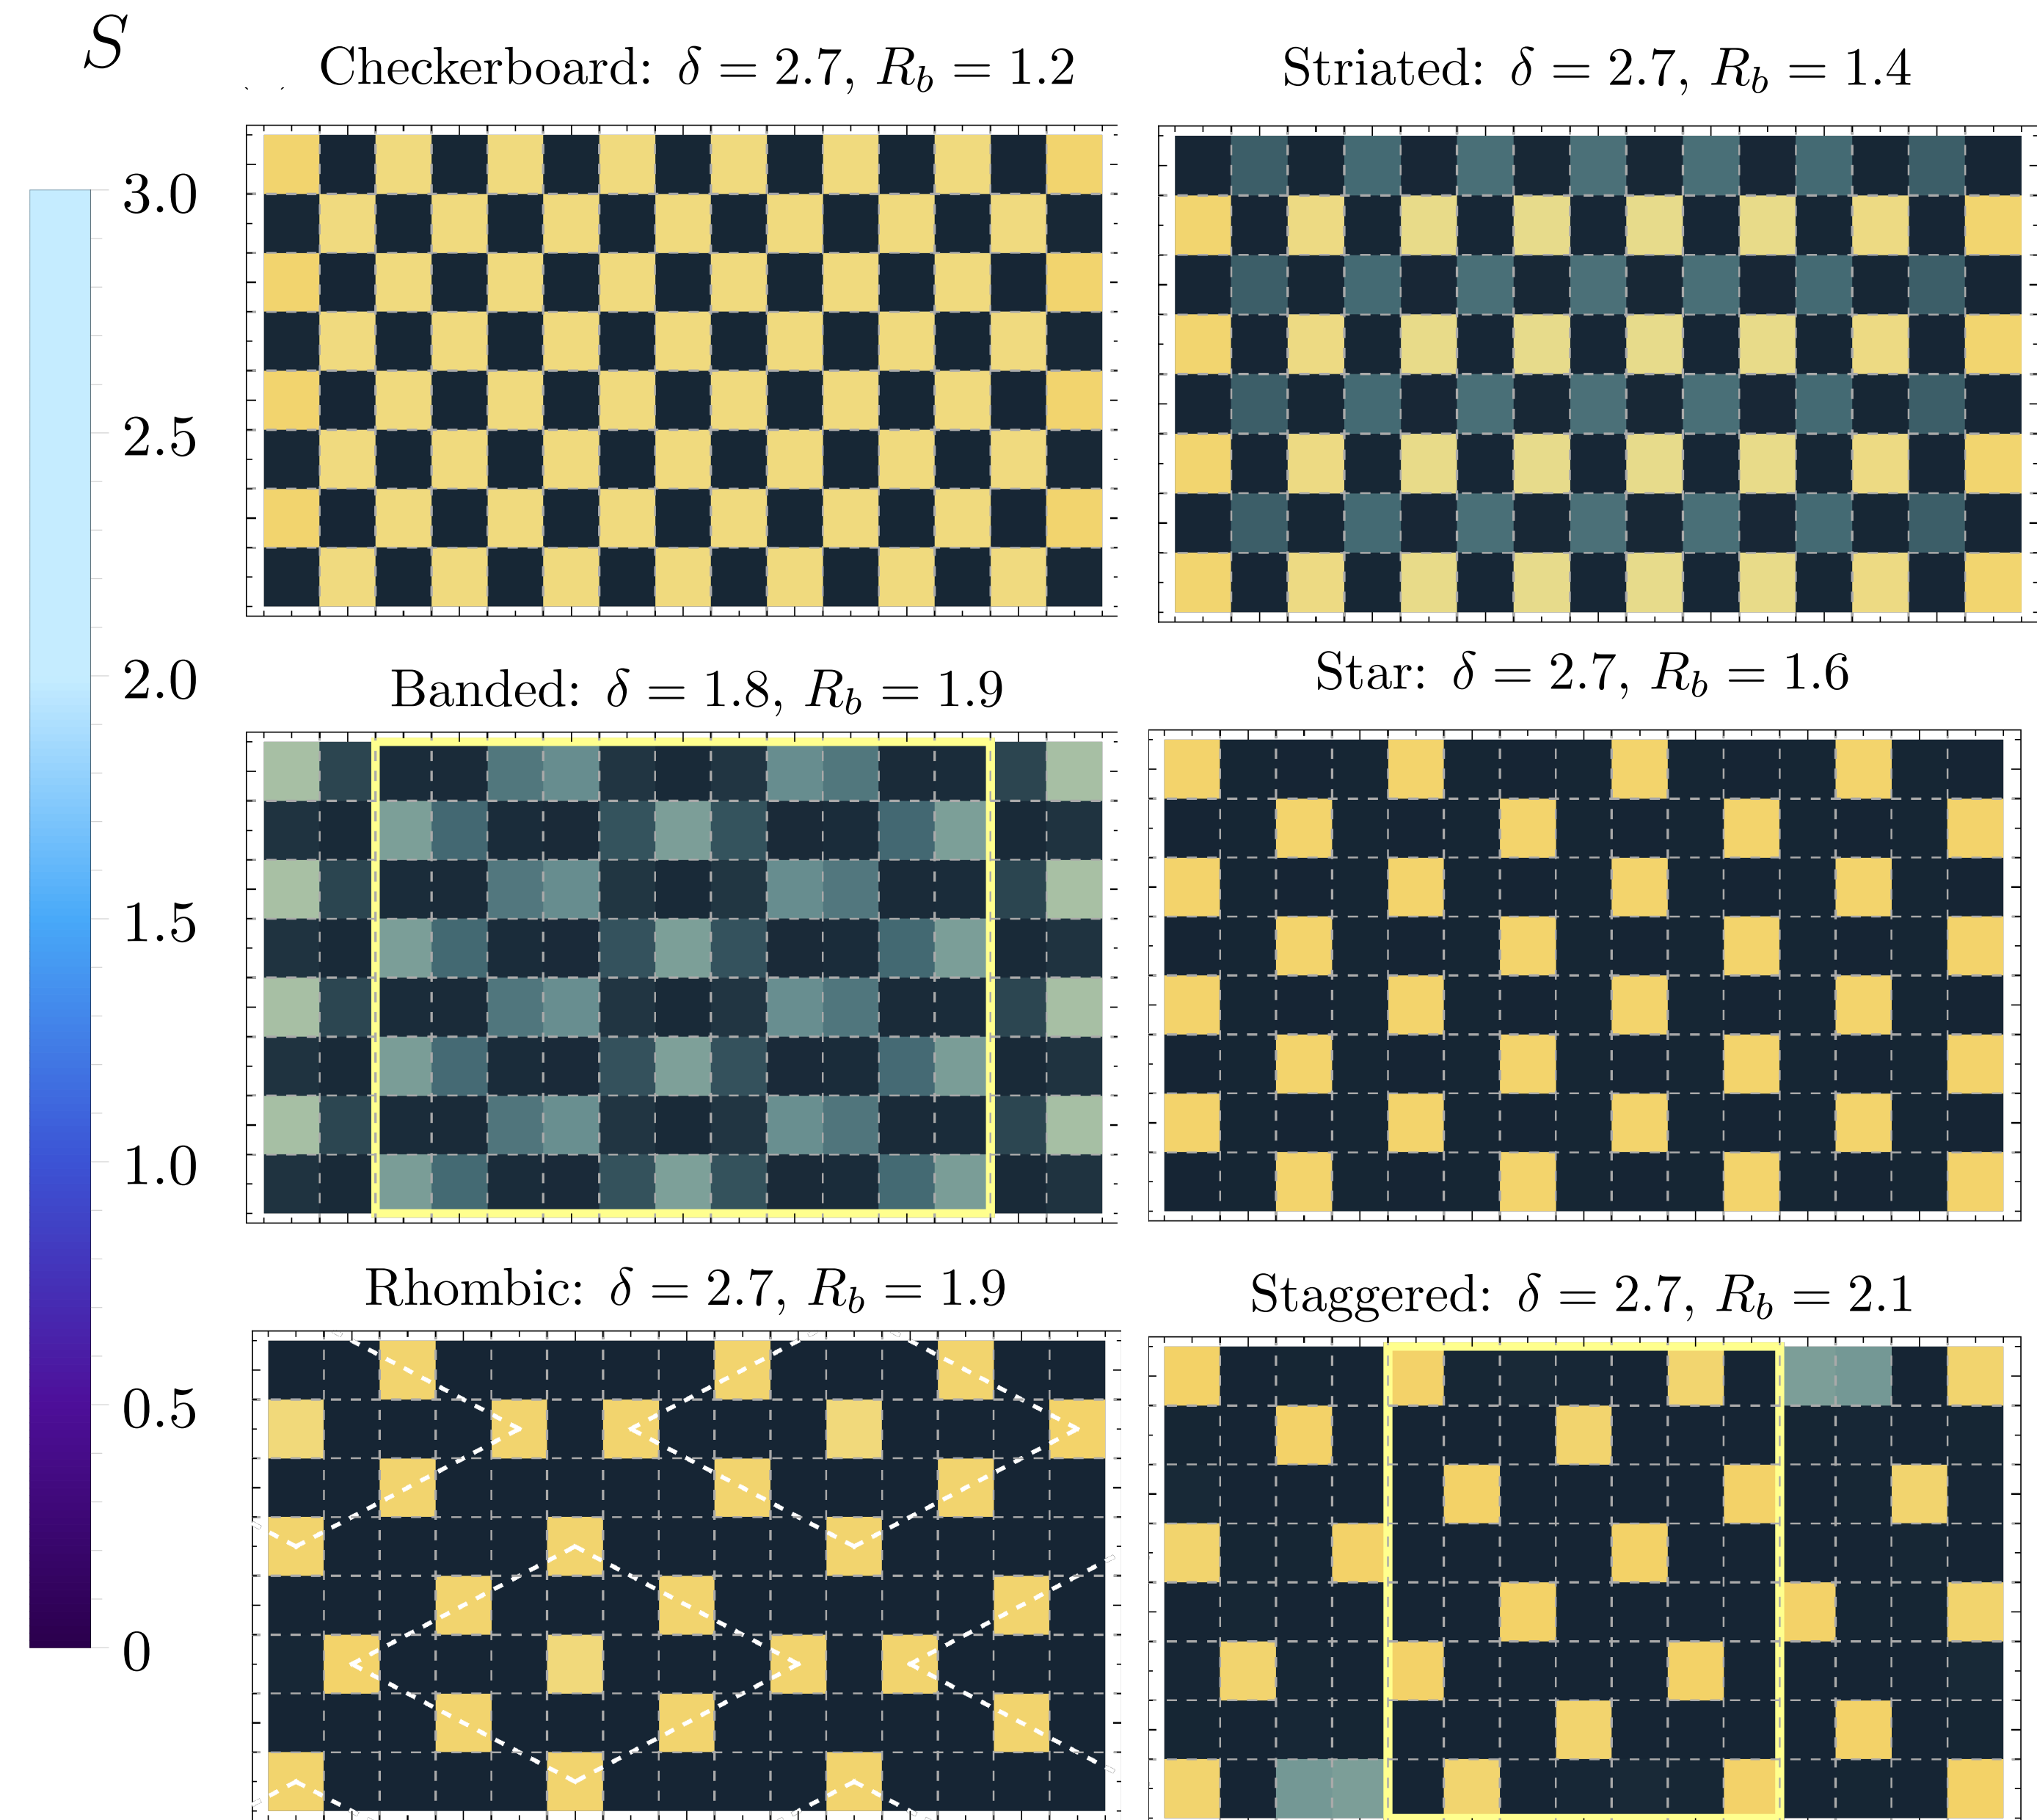 S
Checkerboard: δ = 2.7, R_b = 1.2
Striated: δ = 2.7, R_b = 1.4
3.0
2.5
2.0
1.5
1.0
0.5
0
Banded: δ = 1.8, R_b = 1.9
Star: δ = 2.7, R_b = 1.6
Rhombic: δ = 2.7, R_b = 1.9
Staggered: δ = 2.7, R_b = 2.1